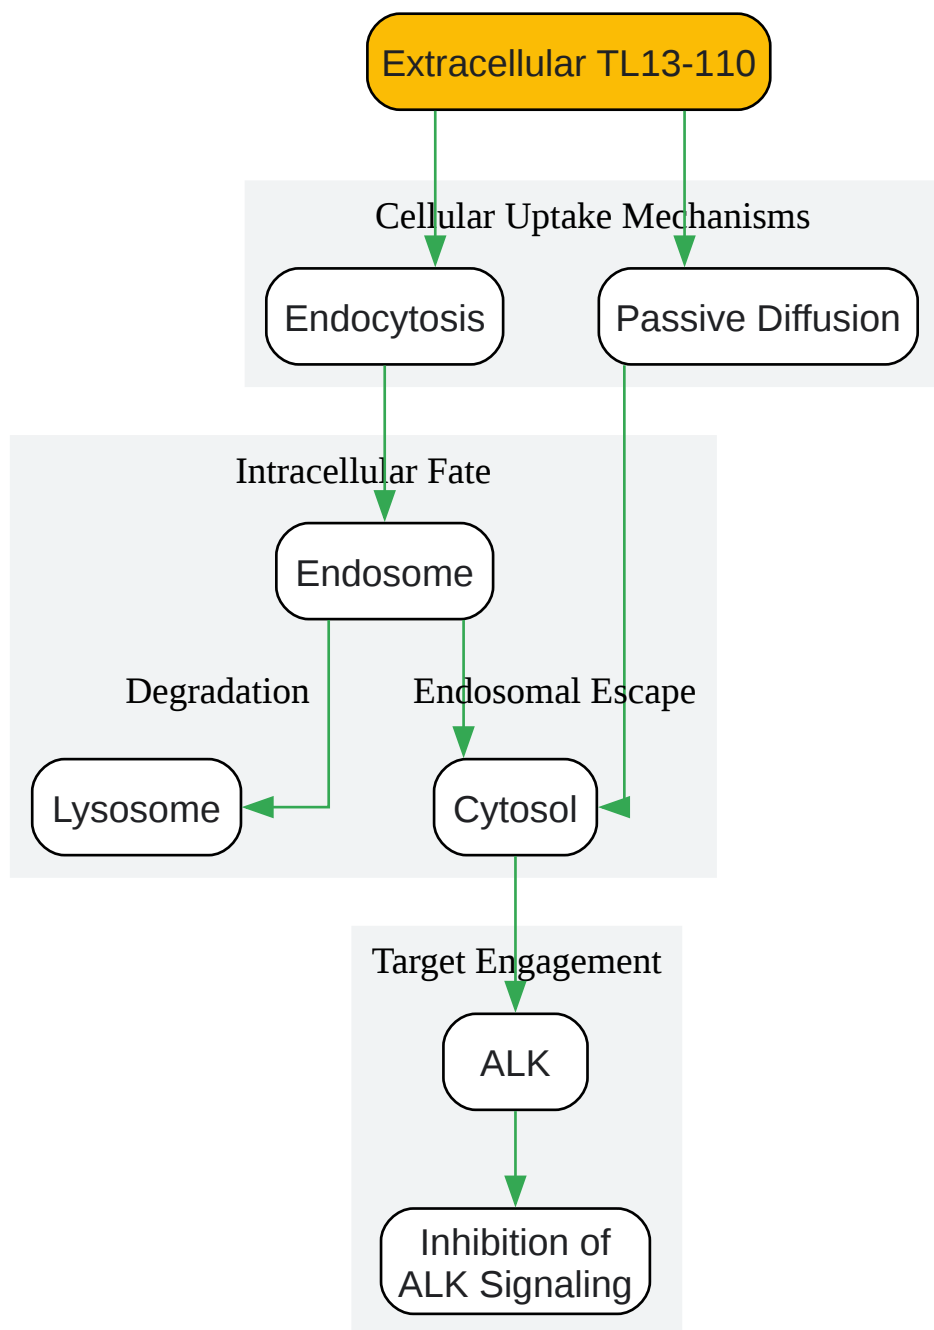 Extracellular TL13-110
Cellular Uptake Mechanisms
Endocytosis
Passive Diffusion
Intracellular Fate
Endosome
Degradation
Endosomal Escape
Lysosome
Cytosol
Target Engagement
ALK
Inhibition of
ALK Signaling